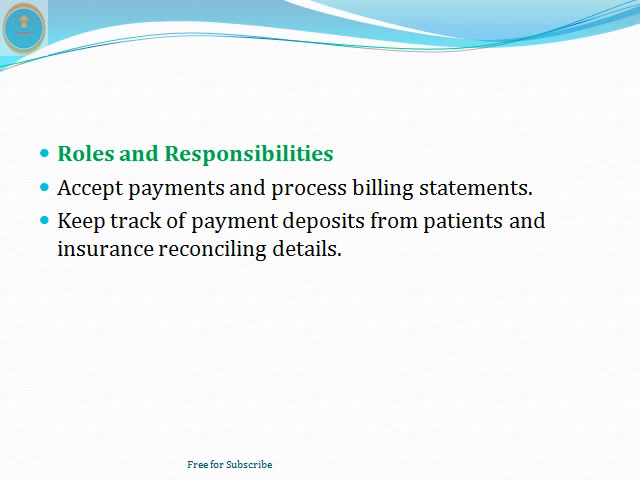 Roles and Responsibilities
Accept payments and process billing statements.
Keep track of payment deposits from patients and
insurance reconciling details.
Free for Subscribe